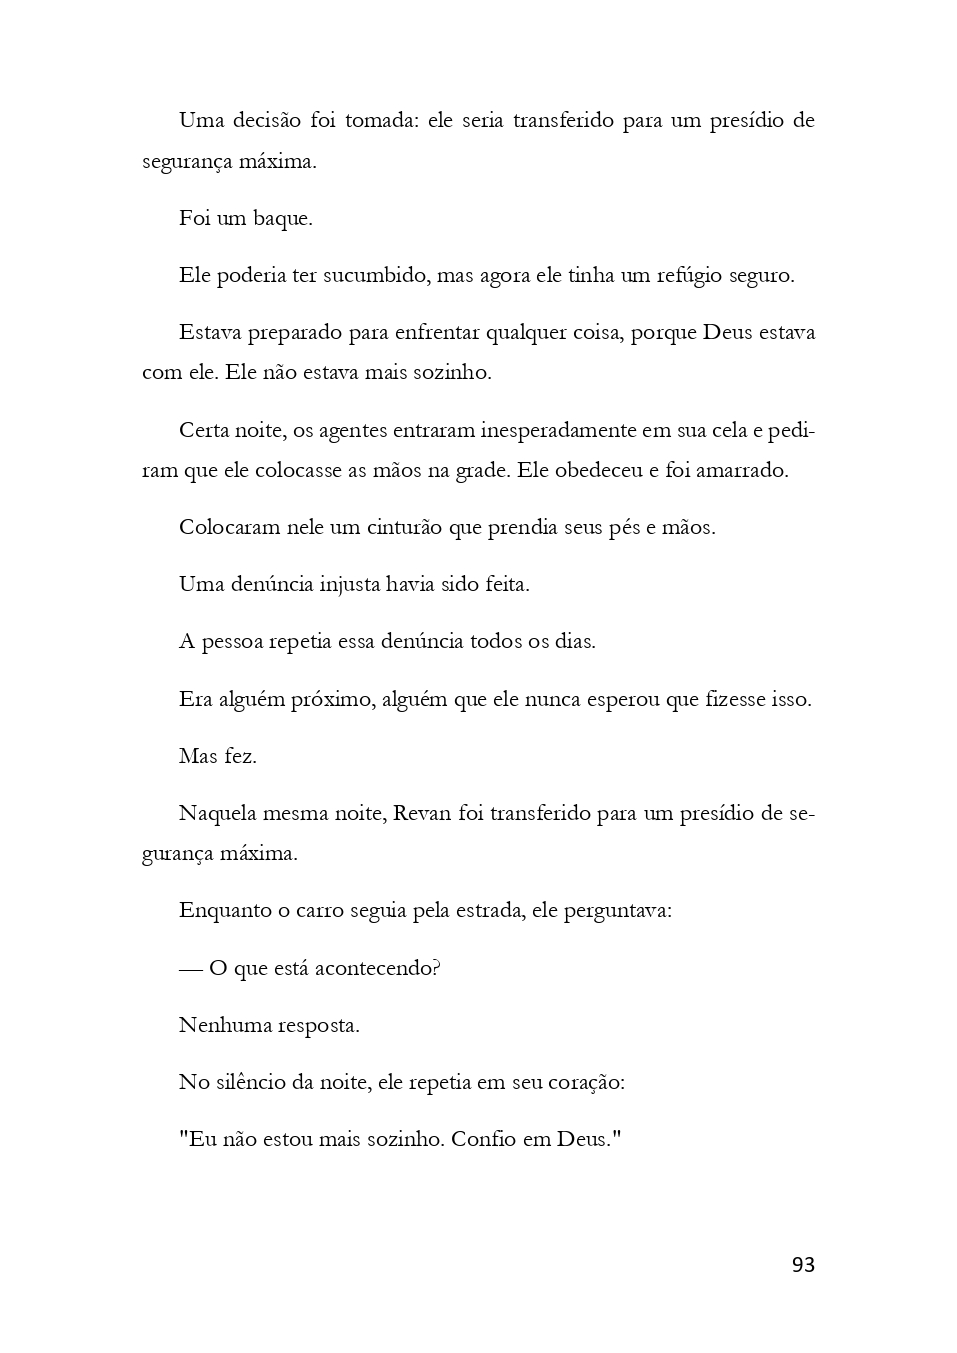 Uma decisão foi tomada: ele seria transferido para um presídio de
segurança máxima.
Foi um baque.
Ele poderia ter sucumbido, mas agora ele tinha um refúgio seguro.
Estava preparado para enfrentar qualquer coisa, porque Deus estava
com ele. Ele não estava mais sozinho.
Certa noite, os agentes entraram inesperadamente em sua cela e pedi-
ram que ele colocasse as mãos na grade. Ele obedeceu e foi amarrado.
Colocaram nele um cinturão que prendia seus pés e mãos.
Uma denúncia injusta havia sido feita.
A pessoa repetia essa denúncia todos os dias.
Era alguém próximo, alguém que ele nunca esperou que fizesse isso.
Mas fez.
Naquela mesma noite, Revan foi transferido para um presídio de se-
gurança máxima.
Enquanto o carro seguia pela estrada, ele perguntava:
— O que está acontecendo?
Nenhuma resposta.
No silêncio da noite, ele repetia em seu coração:
"Eu não estou mais sozinho. Confio em Deus."
93